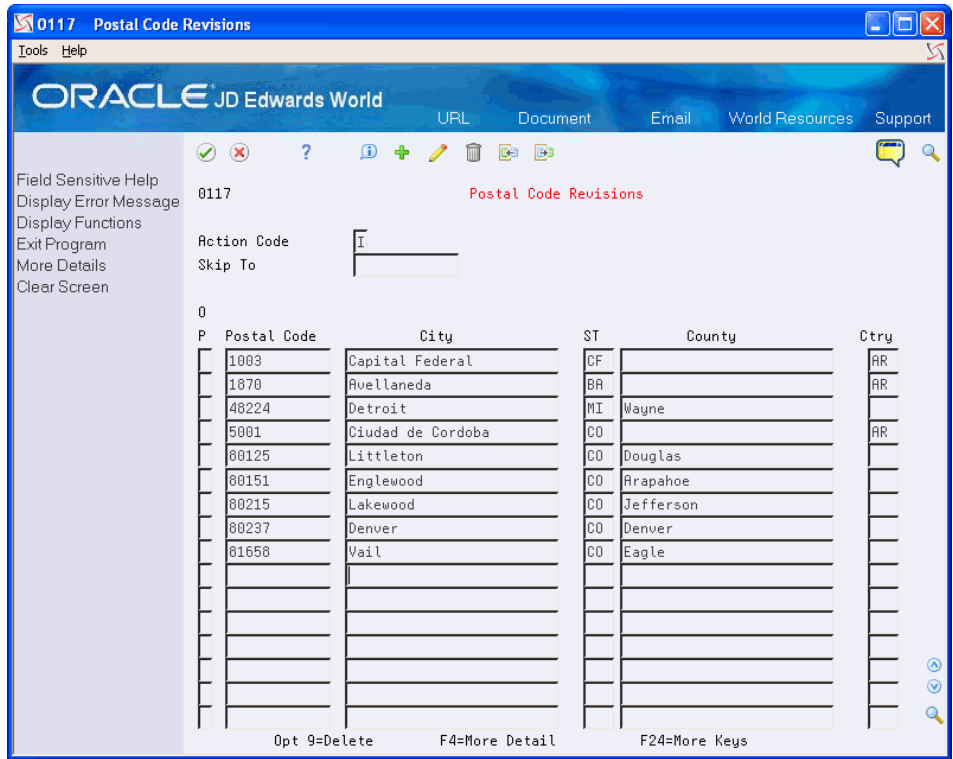 0117 Postal Code Revisions
Tools Help
ORACLE JD Edwards World
URL Document Email World Resources Support
Field Sensitive Help
Display Error Message
Display Functions
Exit Program
More Details
Clear Screen
0117 Postal Code Revisions
Action Code I
Skip To
O
P Postal Code City ST County Ctry
1003 Capital Federal CF AR
1870 Avellaneda BA AR
48224 Detroit MI Wayne
5001 Ciudad de Cordoba CO AR
80125 Littleton CO Douglas
80151 Englewood CO Arapahoe
80215 Lakewood CO Jefferson
80237 Denver CO Denver
81658 Vail CO Eagle
Opt 9=Delete F4=More Detail F24=More Keys